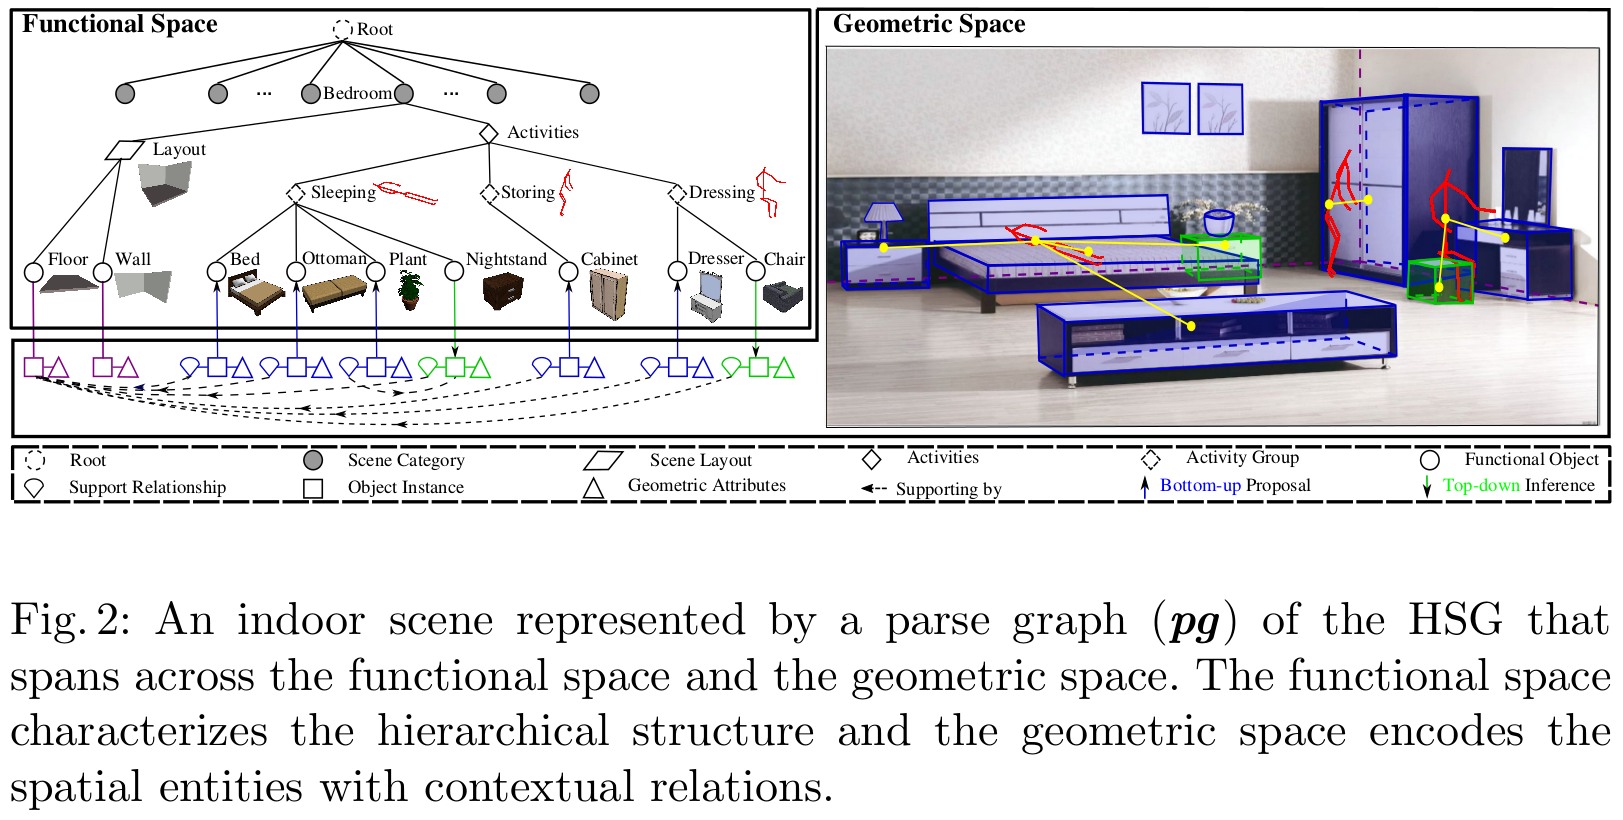 Functional Space
Geometric Space
Root
... Bedroom ...
Activities
Layout
Sleeping
Storing
Dressing
Floor
Wall
Bed
Ottoman
Plant
Nightstand
Cabinet
Dresser
Chair
Root
Scene Category
Scene Layout
Activities
Activity Group
Functional Object
Support Relationship
Object Instance
Geometric Attributes
Supporting by
Bottom-up Proposal
Top-down Inference
Fig. 2: An indoor scene represented by a parse graph (pg) of the HSG that
spans across the functional space and the geometric space. The functional space
characterizes the hierarchical structure and the geometric space encodes the
spatial entities with contextual relations.